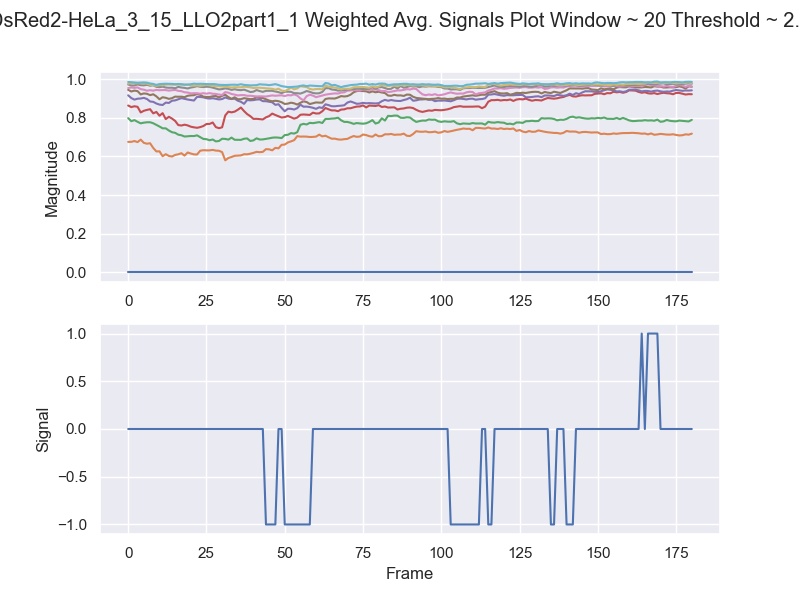 DsRed2-HeLa_3_15_LLO2part1_1 Weighted Avg. Signals Plot Window ~ 20 Threshold ~ 2.
1.0
0.8
0.6
0.4
0.2
0.0
Magnitude
0 25 50 75 100 125 150 175
1.0
0.5
0.0
−0.5
−1.0
Signal
0 25 50 75 100 125 150 175
Frame